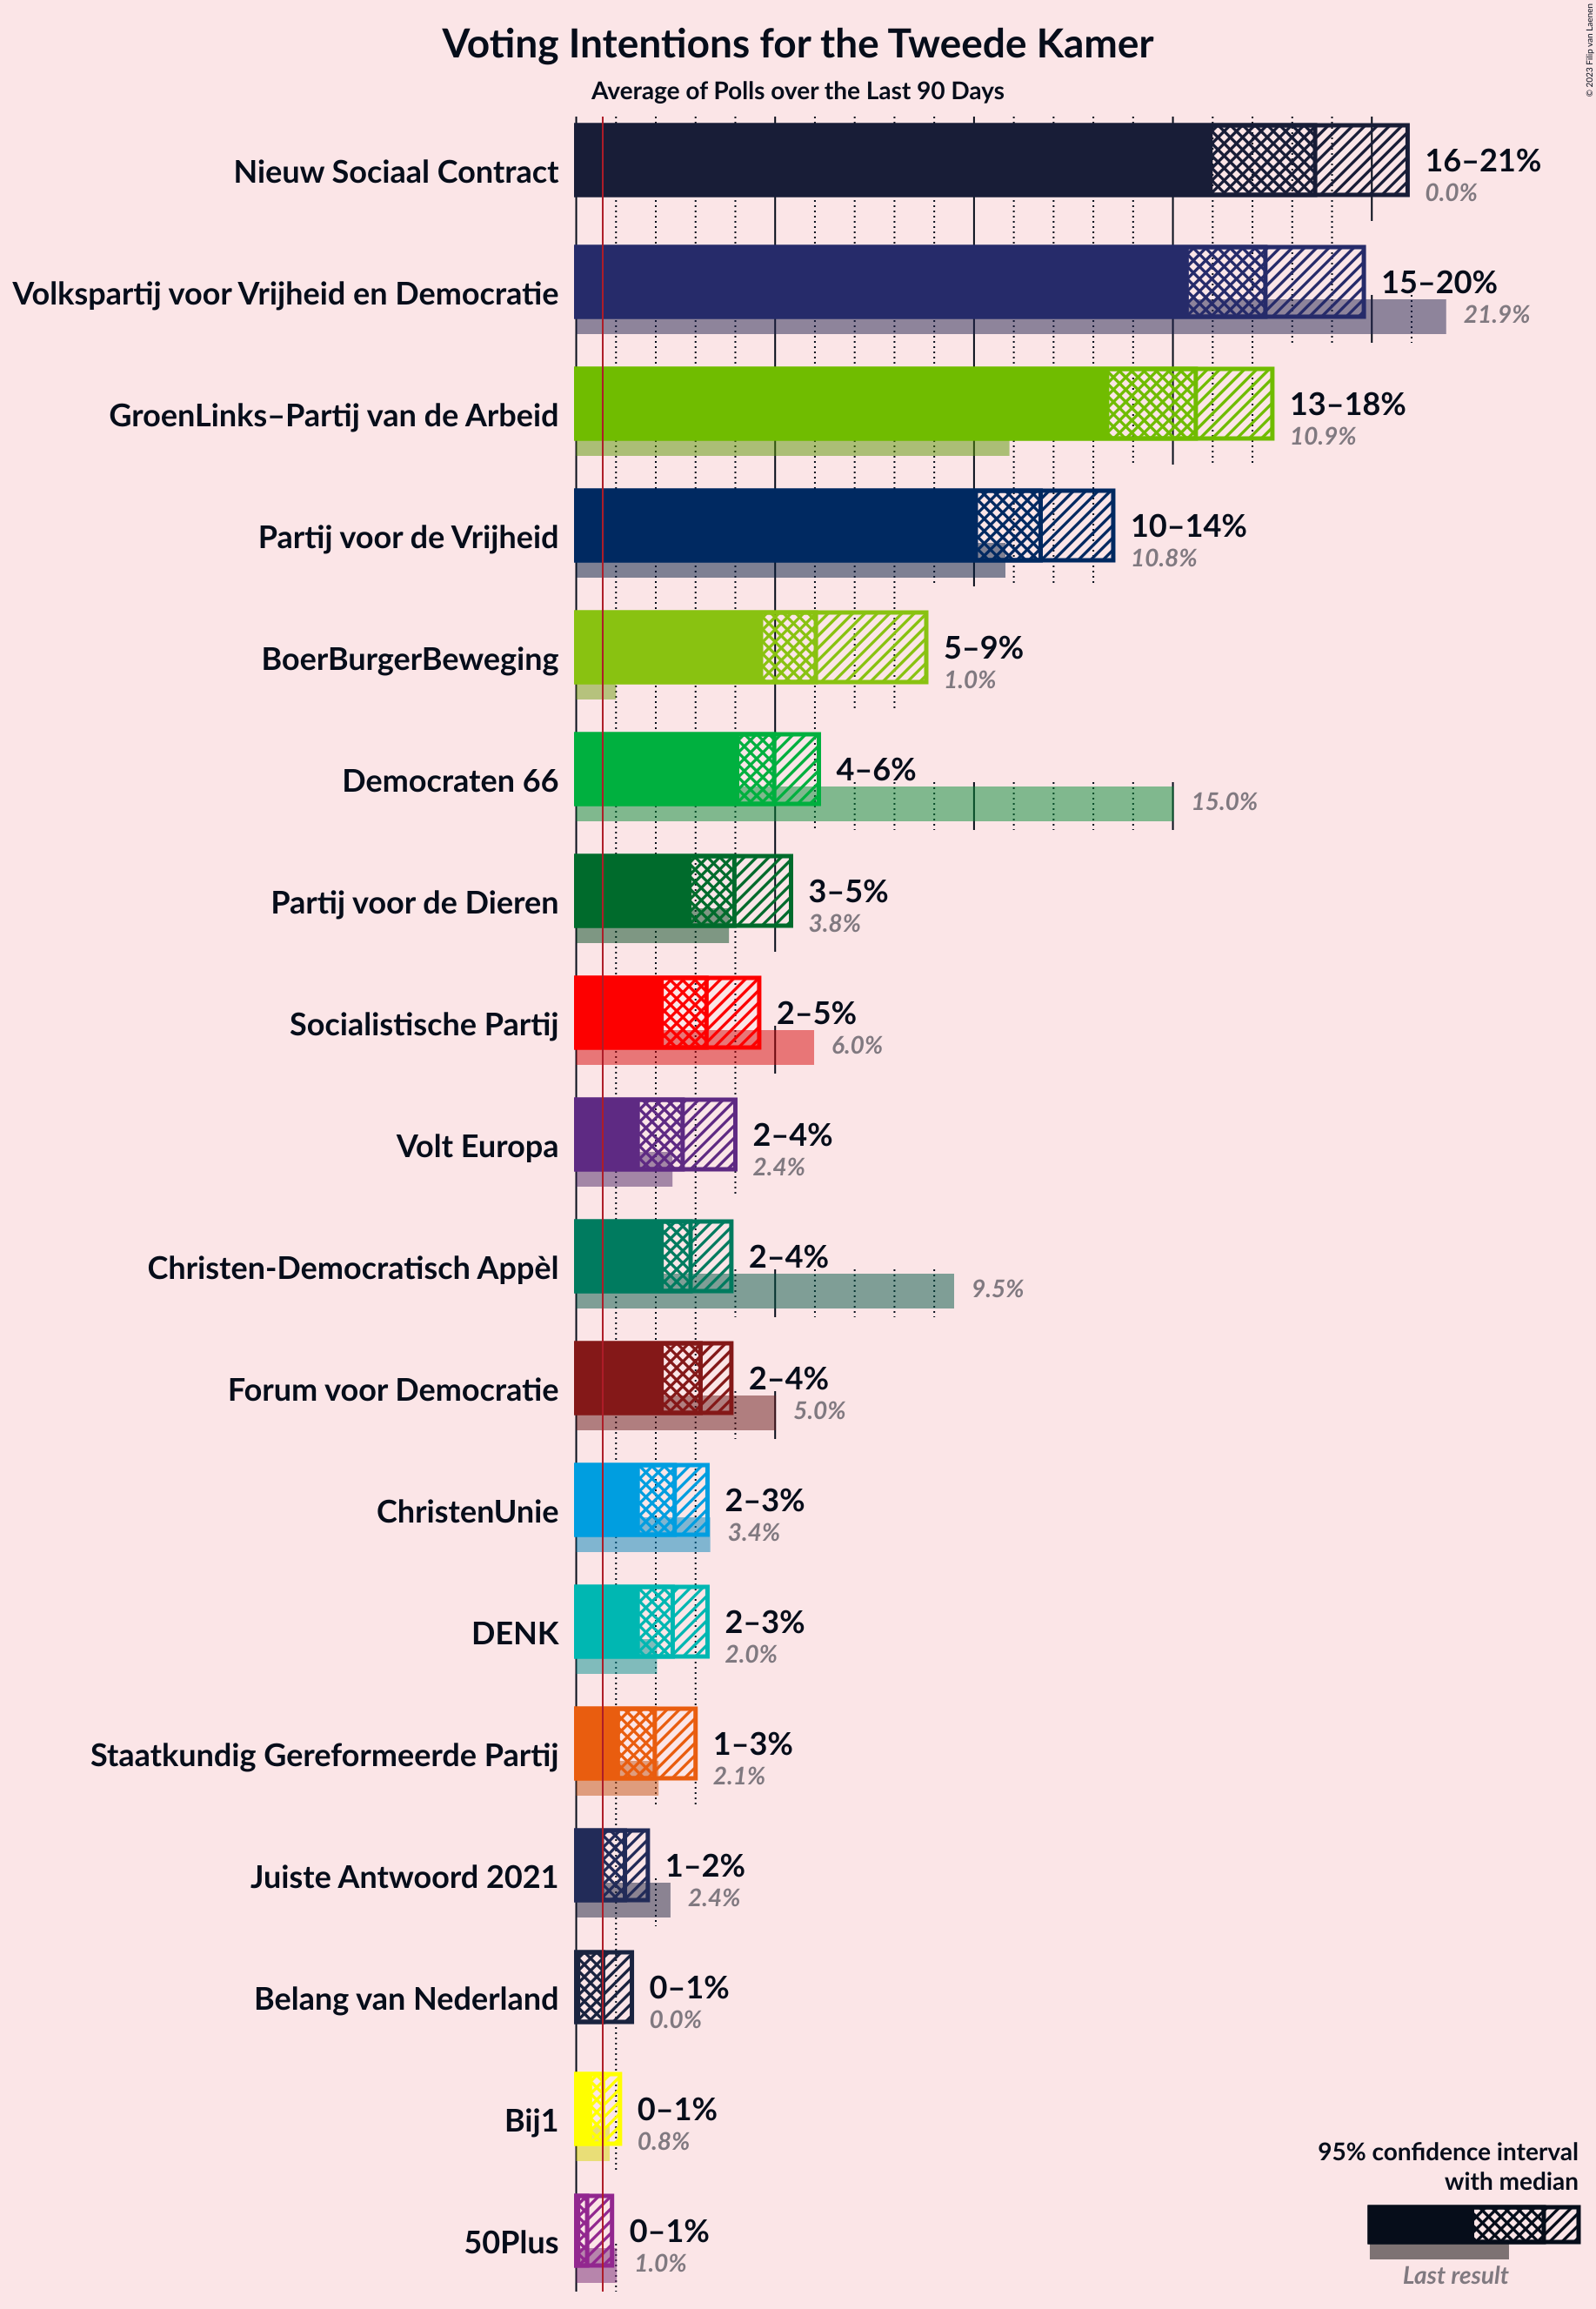 Voting Intentions for the Tweede Kamer
Average of Polls over the Last 90 Days
© 2023 Filip van Laenen
Nieuw Sociaal Contract
16–21%
0.0%
Volkspartij voor Vrijheid en Democratie
15–20%
21.9%
GroenLinks–Partij van de Arbeid
13–18%
10.9%
Partij voor de Vrijheid
10–14%
10.8%
BoerBurgerBeweging
5–9%
1.0%
Democraten 66
4–6%
15.0%
Partij voor de Dieren
3–5%
3.8%
Socialistische Partij
2–5%
6.0%
Volt Europa
2–4%
2.4%
Christen-Democratisch Appèl
2–4%
9.5%
Forum voor Democratie
2–4%
5.0%
ChristenUnie
2–3%
3.4%
DENK
2–3%
2.0%
Staatkundig Gereformeerde Partij
1–3%
2.1%
Juiste Antwoord 2021
1–2%
2.4%
Belang van Nederland
0–1%
0.0%
Bij1
0–1%
0.8%
50Plus
0–1%
1.0%
95% confidence interval
with median
Last result